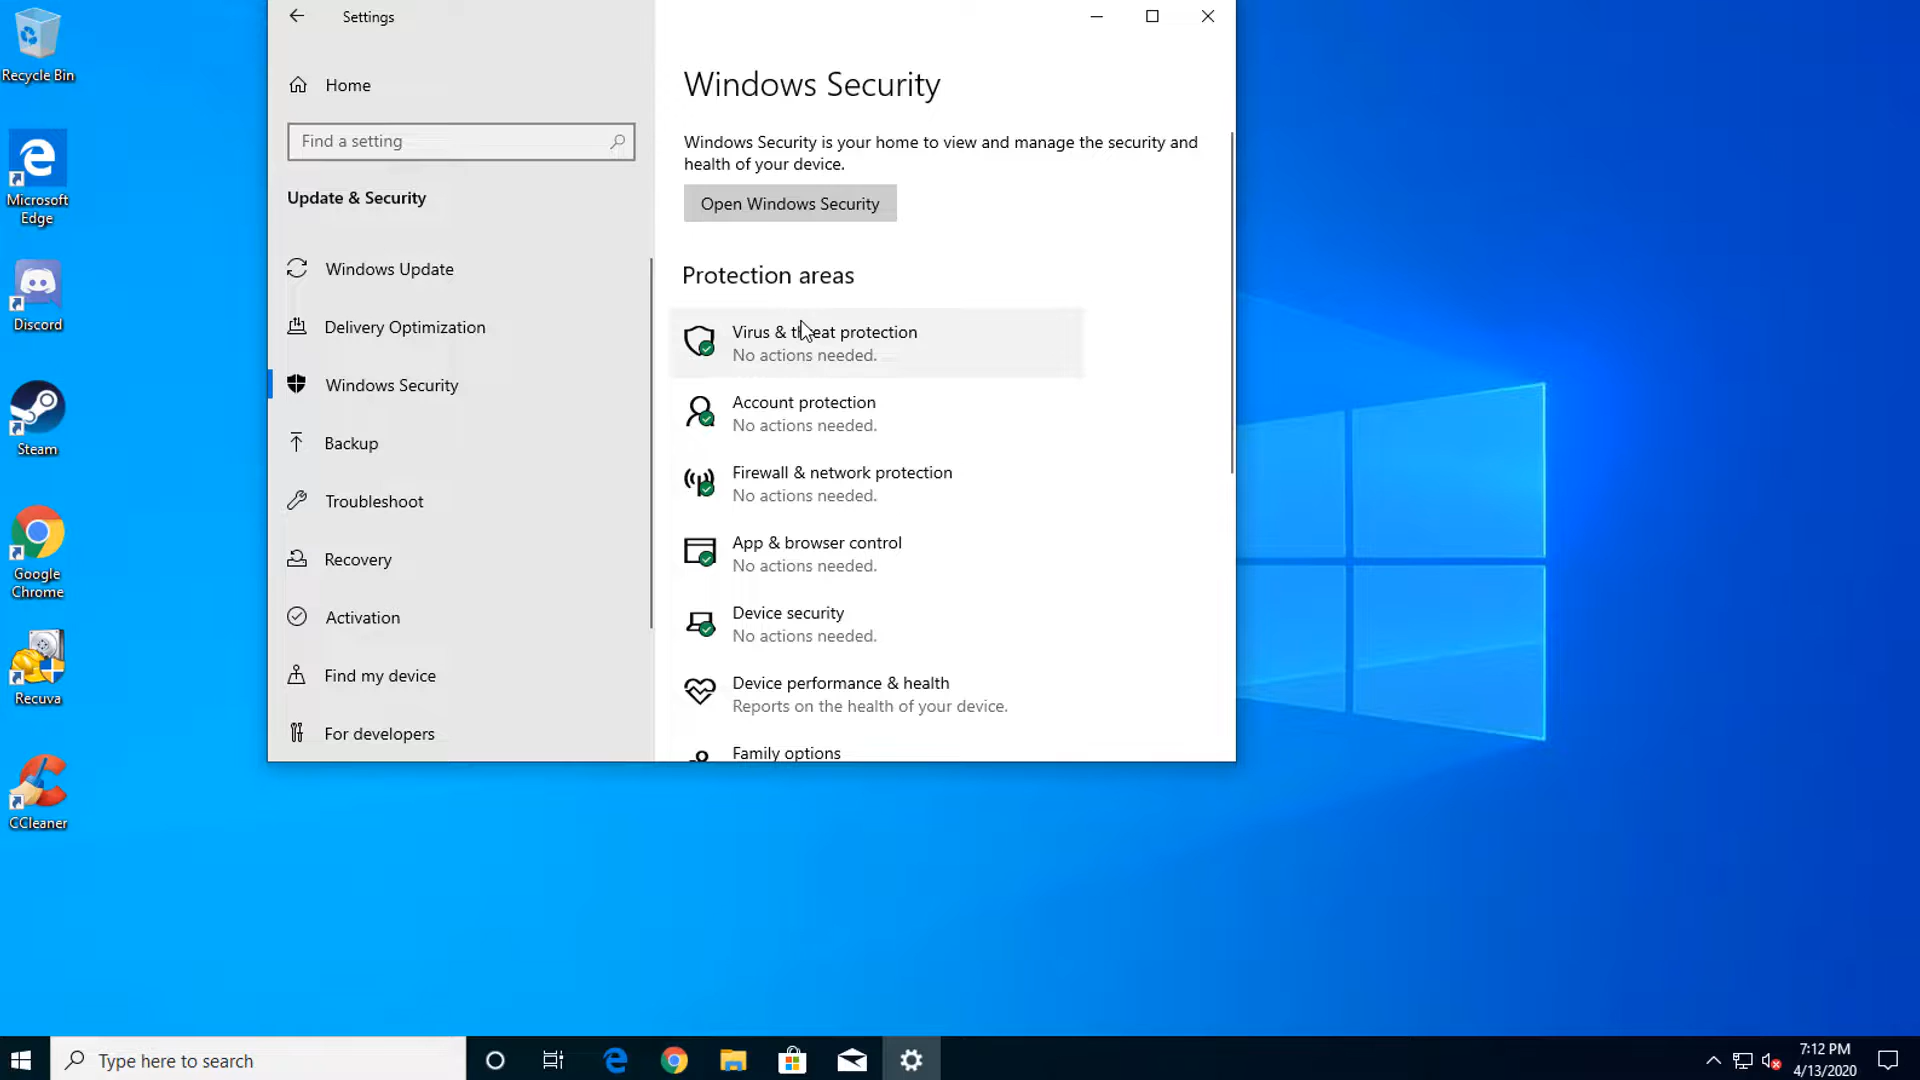 Recycle Bin
Microsoft
Edge
Discord
Steam
Google
Chrome
Recuva
CCleaner
Settings
Home
Find a setting
Update & Security
Windows Update
Delivery Optimization
Windows Security
Backup
Troubleshoot
Recovery
Activation
Find my device
For developers
Windows Security
Windows Security is your home to view and manage the security and
health of your device.
Open Windows Security
Protection areas
Virus & threat protection
No actions needed.
Account protection
No actions needed.
Firewall & network protection
No actions needed.
App & browser control
No actions needed.
Device security
No actions needed.
Device performance & health
Reports on the health of your device.
Family options
Type here to search
7:12 PM
4/13/2020